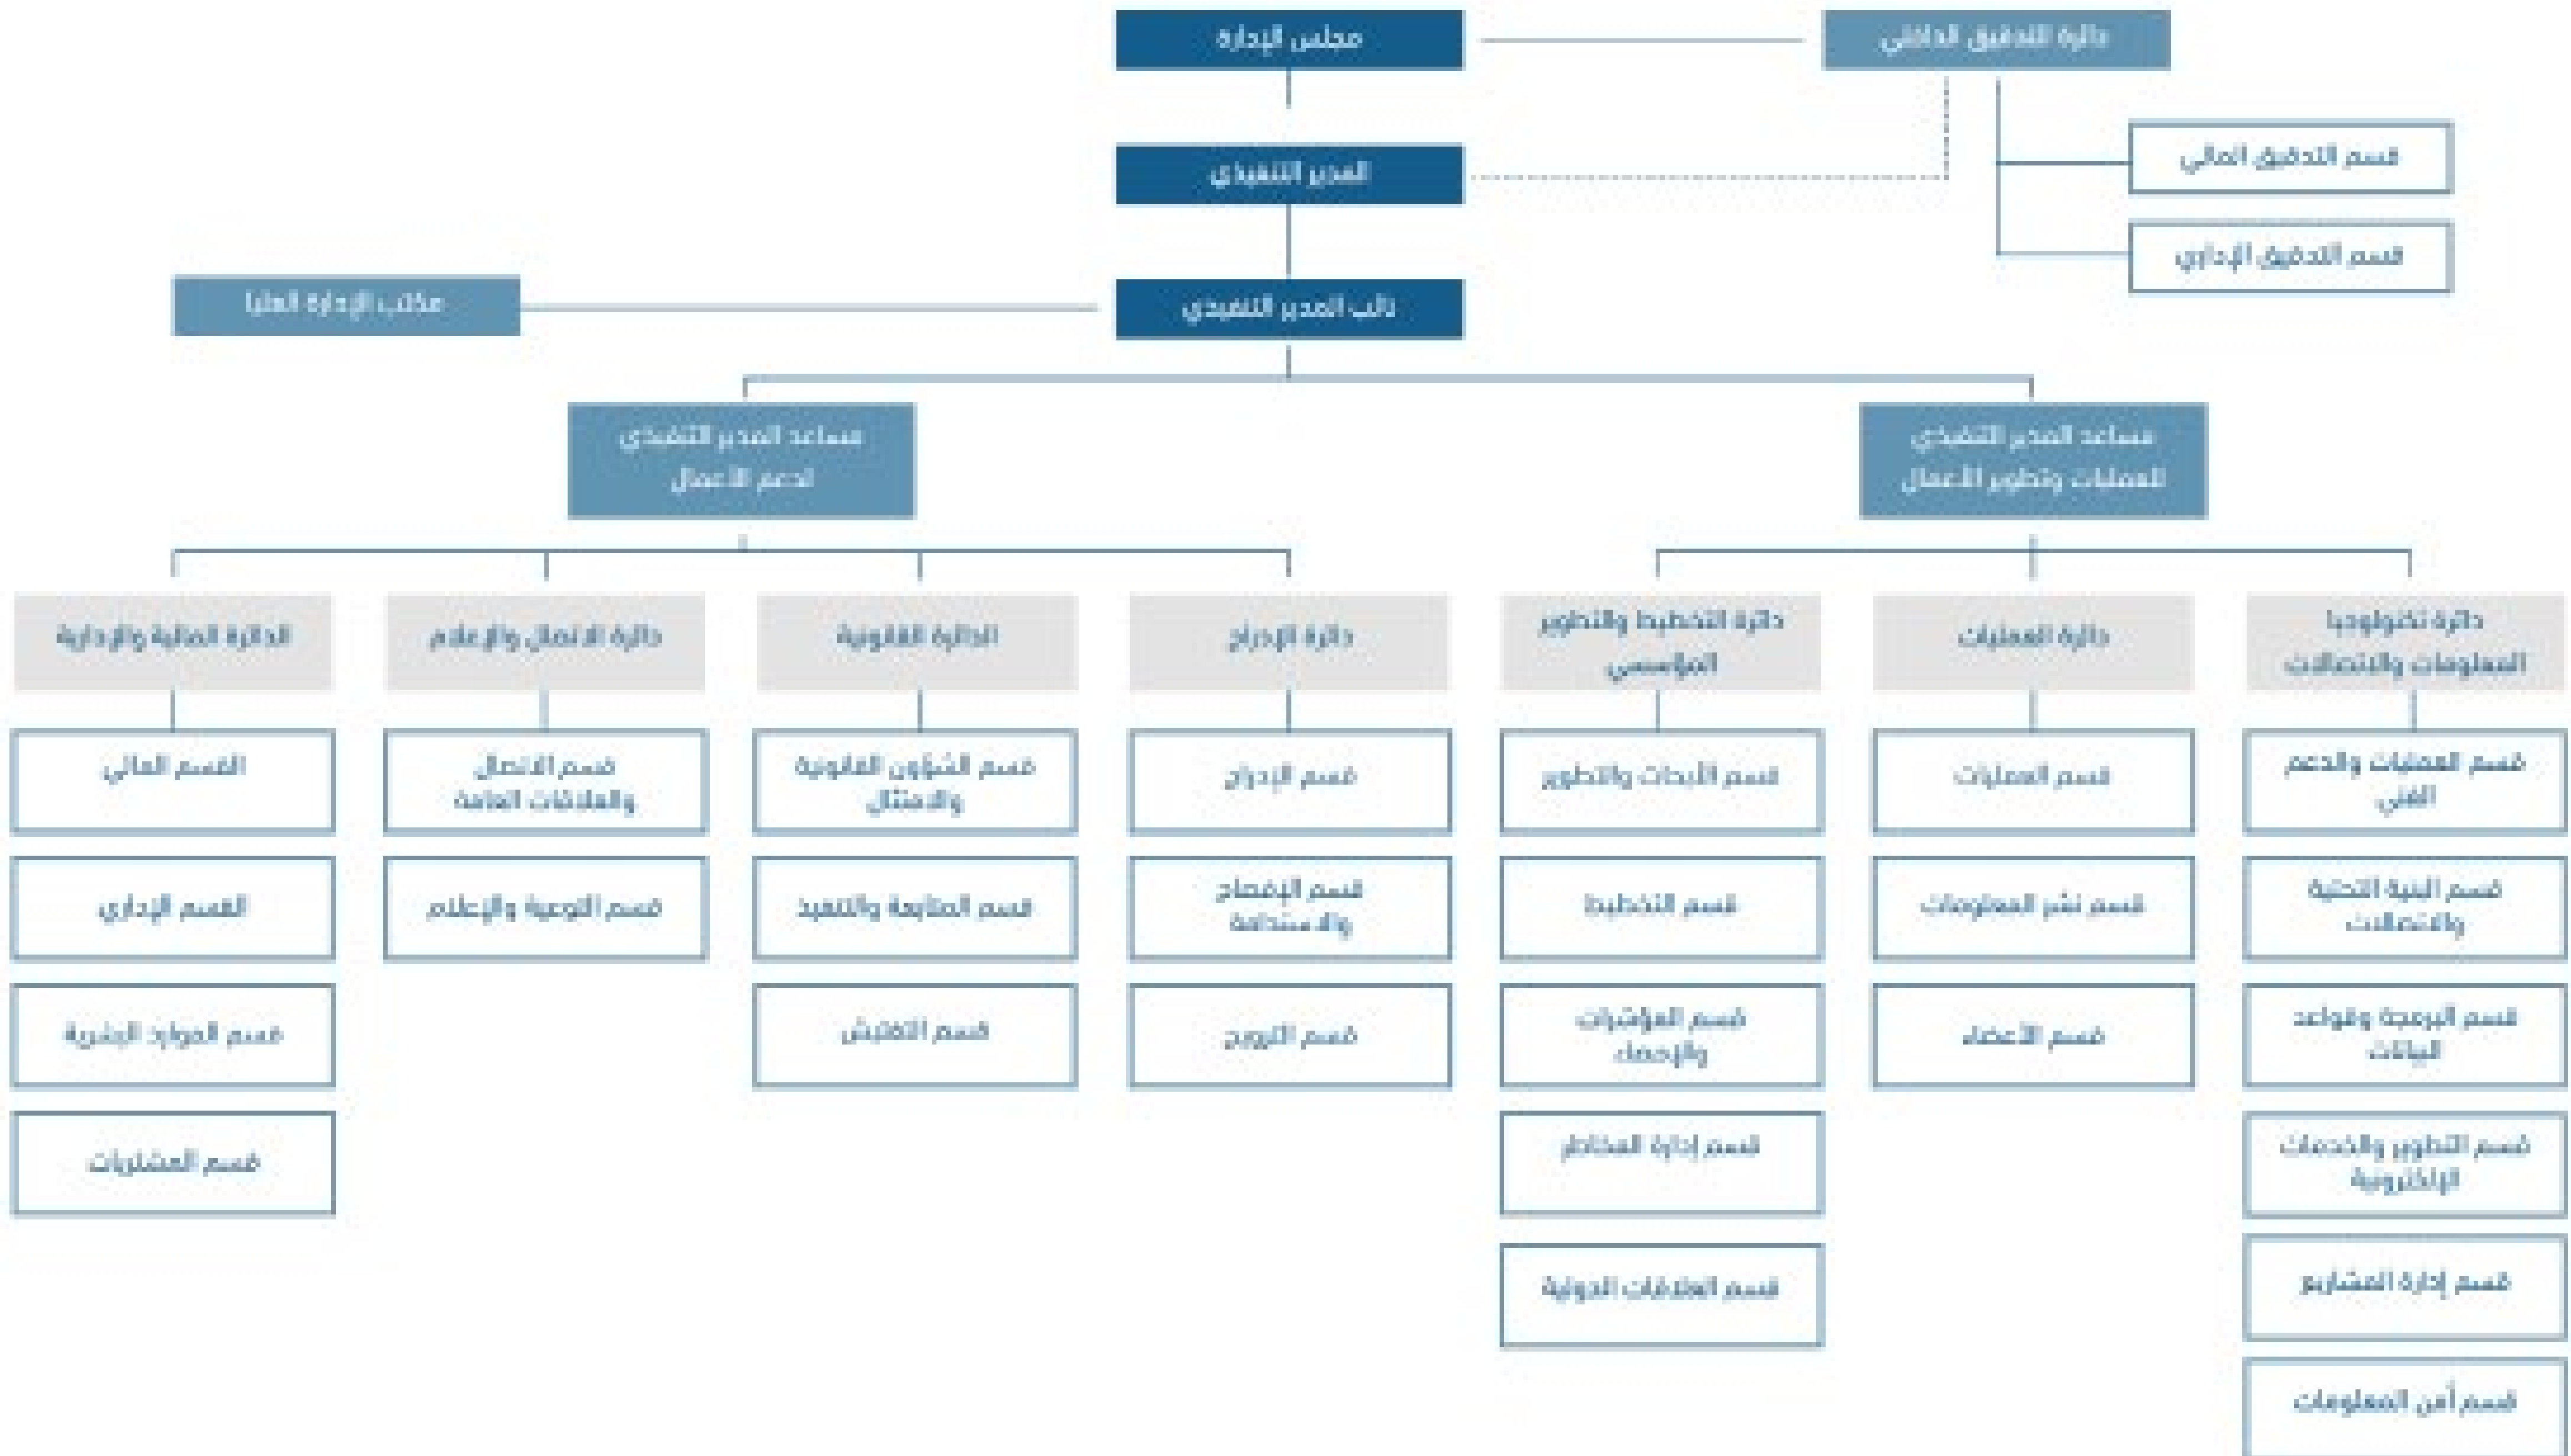 دائرة التدقيق الداخلي
مجلس الإدارة
قسم التدقيق المالي
المدير التنفيذي
قسم التدقيق الإداري
نائب المدير التنفيذي
مكتب الإدارة العليا
مساعد المدير التنفيذي
للعمليات وتطوير الأعمال
مساعد المدير التنفيذي
لدعم الأعمال
دائرة تكنولوجيا
المعلومات والاتصالات
دائرة العمليات
دائرة التخطيط والتطوير
المؤسسي
دائرة الإدراج
الدائرة القانونية
دائرة الاتصال والإعلام
الدائرة المالية والإدارية
قسم العمليات والدعم
الفني
قسم العمليات
قسم الأبحاث والتطوير
قسم الإدراج
قسم الشؤون القانونية
والامتثال
قسم الاتصال
والعلاقات العامة
القسم المالي
قسم البنية التحتية
والاتصالات
قسم نشر المعلومات
قسم التخطيط
قسم الإفصاح
والاستدامة
قسم المتابعة والتنفيذ
قسم التوعية والإعلام
القسم الإداري
قسم البرمجة وقواعد
البيانات
قسم الأعضاء
قسم المؤشرات
والإحصاء
قسم الترويج
قسم التفتيش
قسم الموارد البشرية
قسم التطوير والخدمات
الإلكترونية
قسم إدارة المخاطر
قسم المشتريات
قسم إدارة المشاريع
قسم العلاقات الدولية
قسم أمن المعلومات